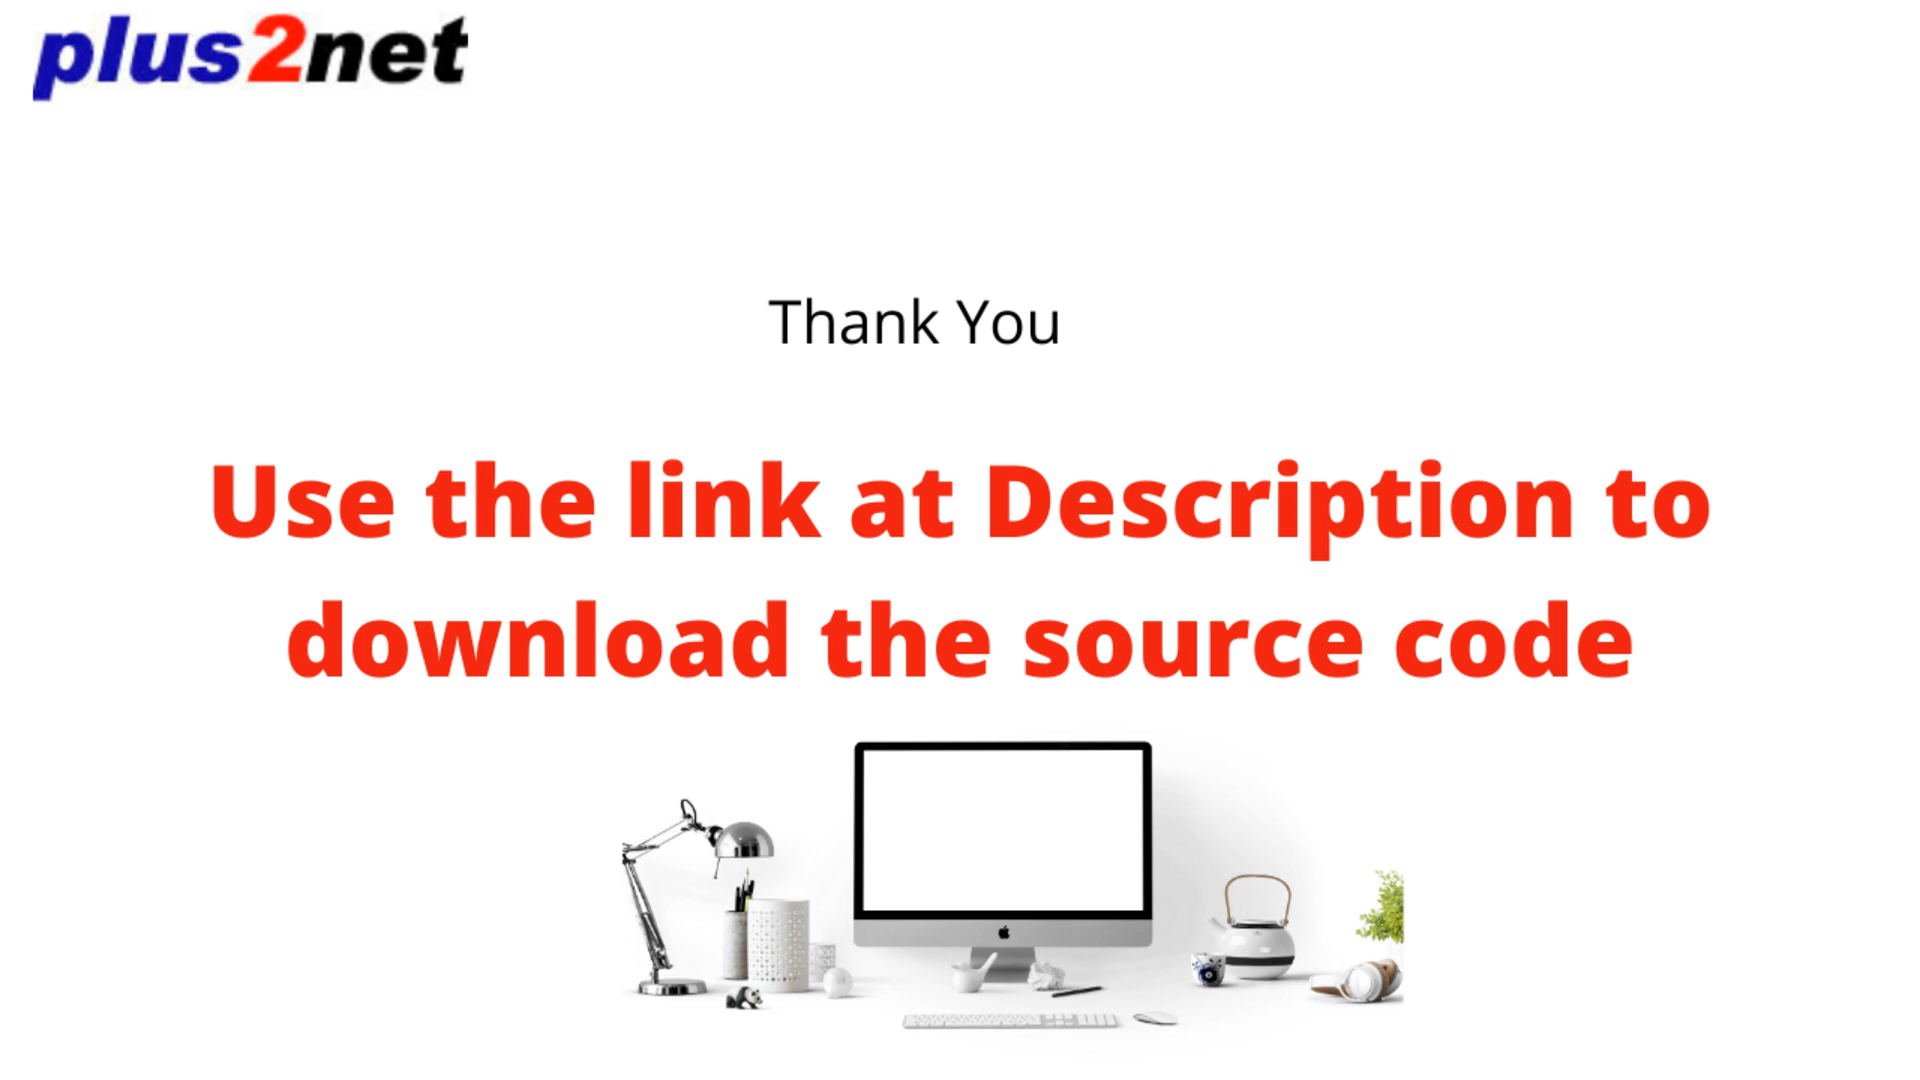 plus2net
Thank You
Use the link at Description to
download the source code